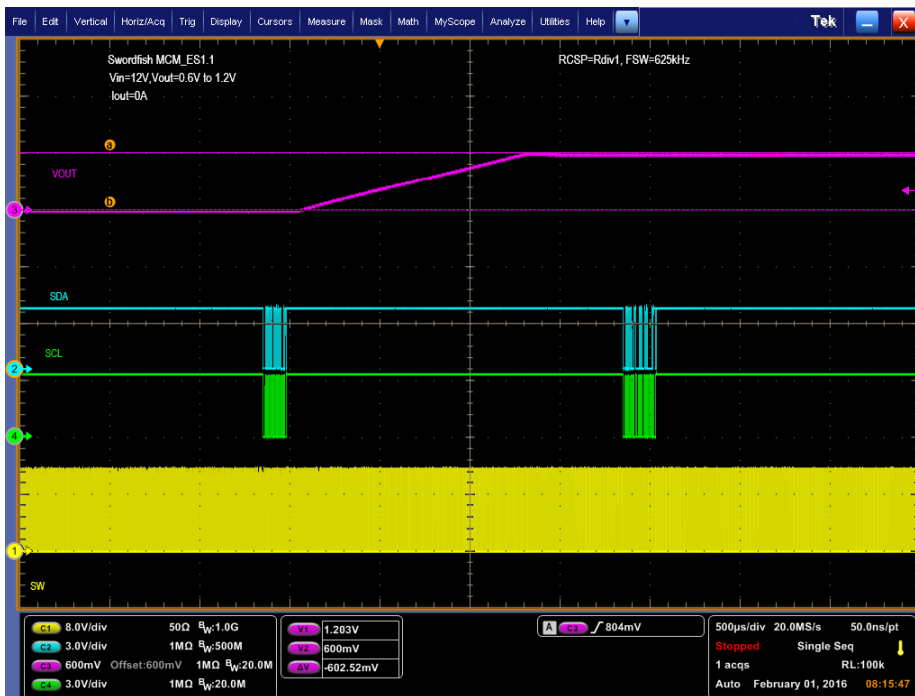 File Edit Vertical Horiz/Acq Trig Display Cursors Measure Mask Math MyScope Analyze Utilities Help Tek X
Swordfish MCM_ES1.1
Vin=12V,Vout=0.6V to 1.2V
Iout=0A
RCSP=Rdiv1, FSW=625kHz
a
VOUT
b
3
SDA
SCL
2
4
1
SW
C1 8.0V/div 50Ω BW:1.0G
C2 3.0V/div 1MΩ BW:500M
C3 600mV Offset:600mV 1MΩ BW:20.0M
C4 3.0V/div 1MΩ BW:20.0M
V1 1.203V
V2 600mV
ΔV -602.52mV
A C3 804mV
500µs/div 20.0MS/s 50.0ns/pt
Stopped Single Seq
1 acqs RL:100k
Auto February 01, 2016 08:15:47